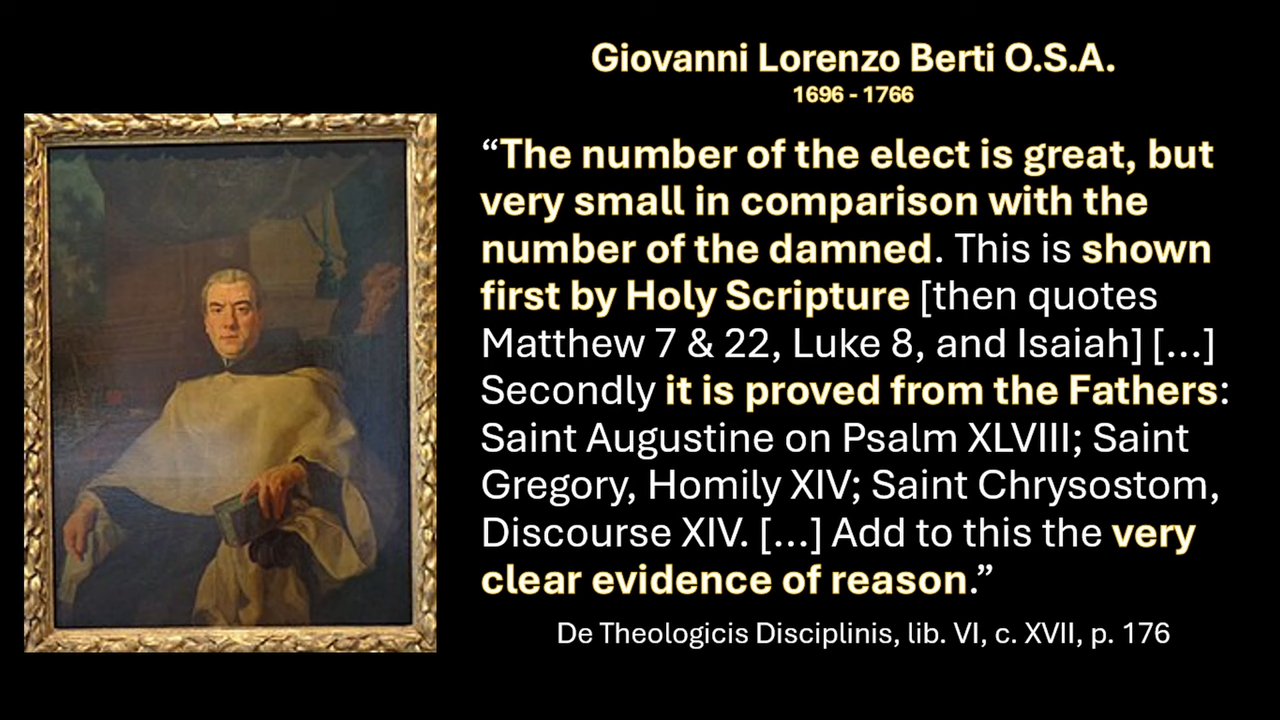 Giovanni Lorenzo Berti O.S.A.
1696 - 1766
“The number of the elect is great, but
very small in comparison with the
number of the damned. This is shown
first by Holy Scripture [then quotes
Matthew 7 & 22, Luke 8, and Isaiah] [...]
Secondly it is proved from the Fathers:
Saint Augustine on Psalm XLVIII; Saint
Gregory, Homily XIV; Saint Chrysostom,
Discourse XIV. [...] Add to this the very
clear evidence of reason.”
De Theologicis Disciplinis, lib. VI, c. XVII, p. 176